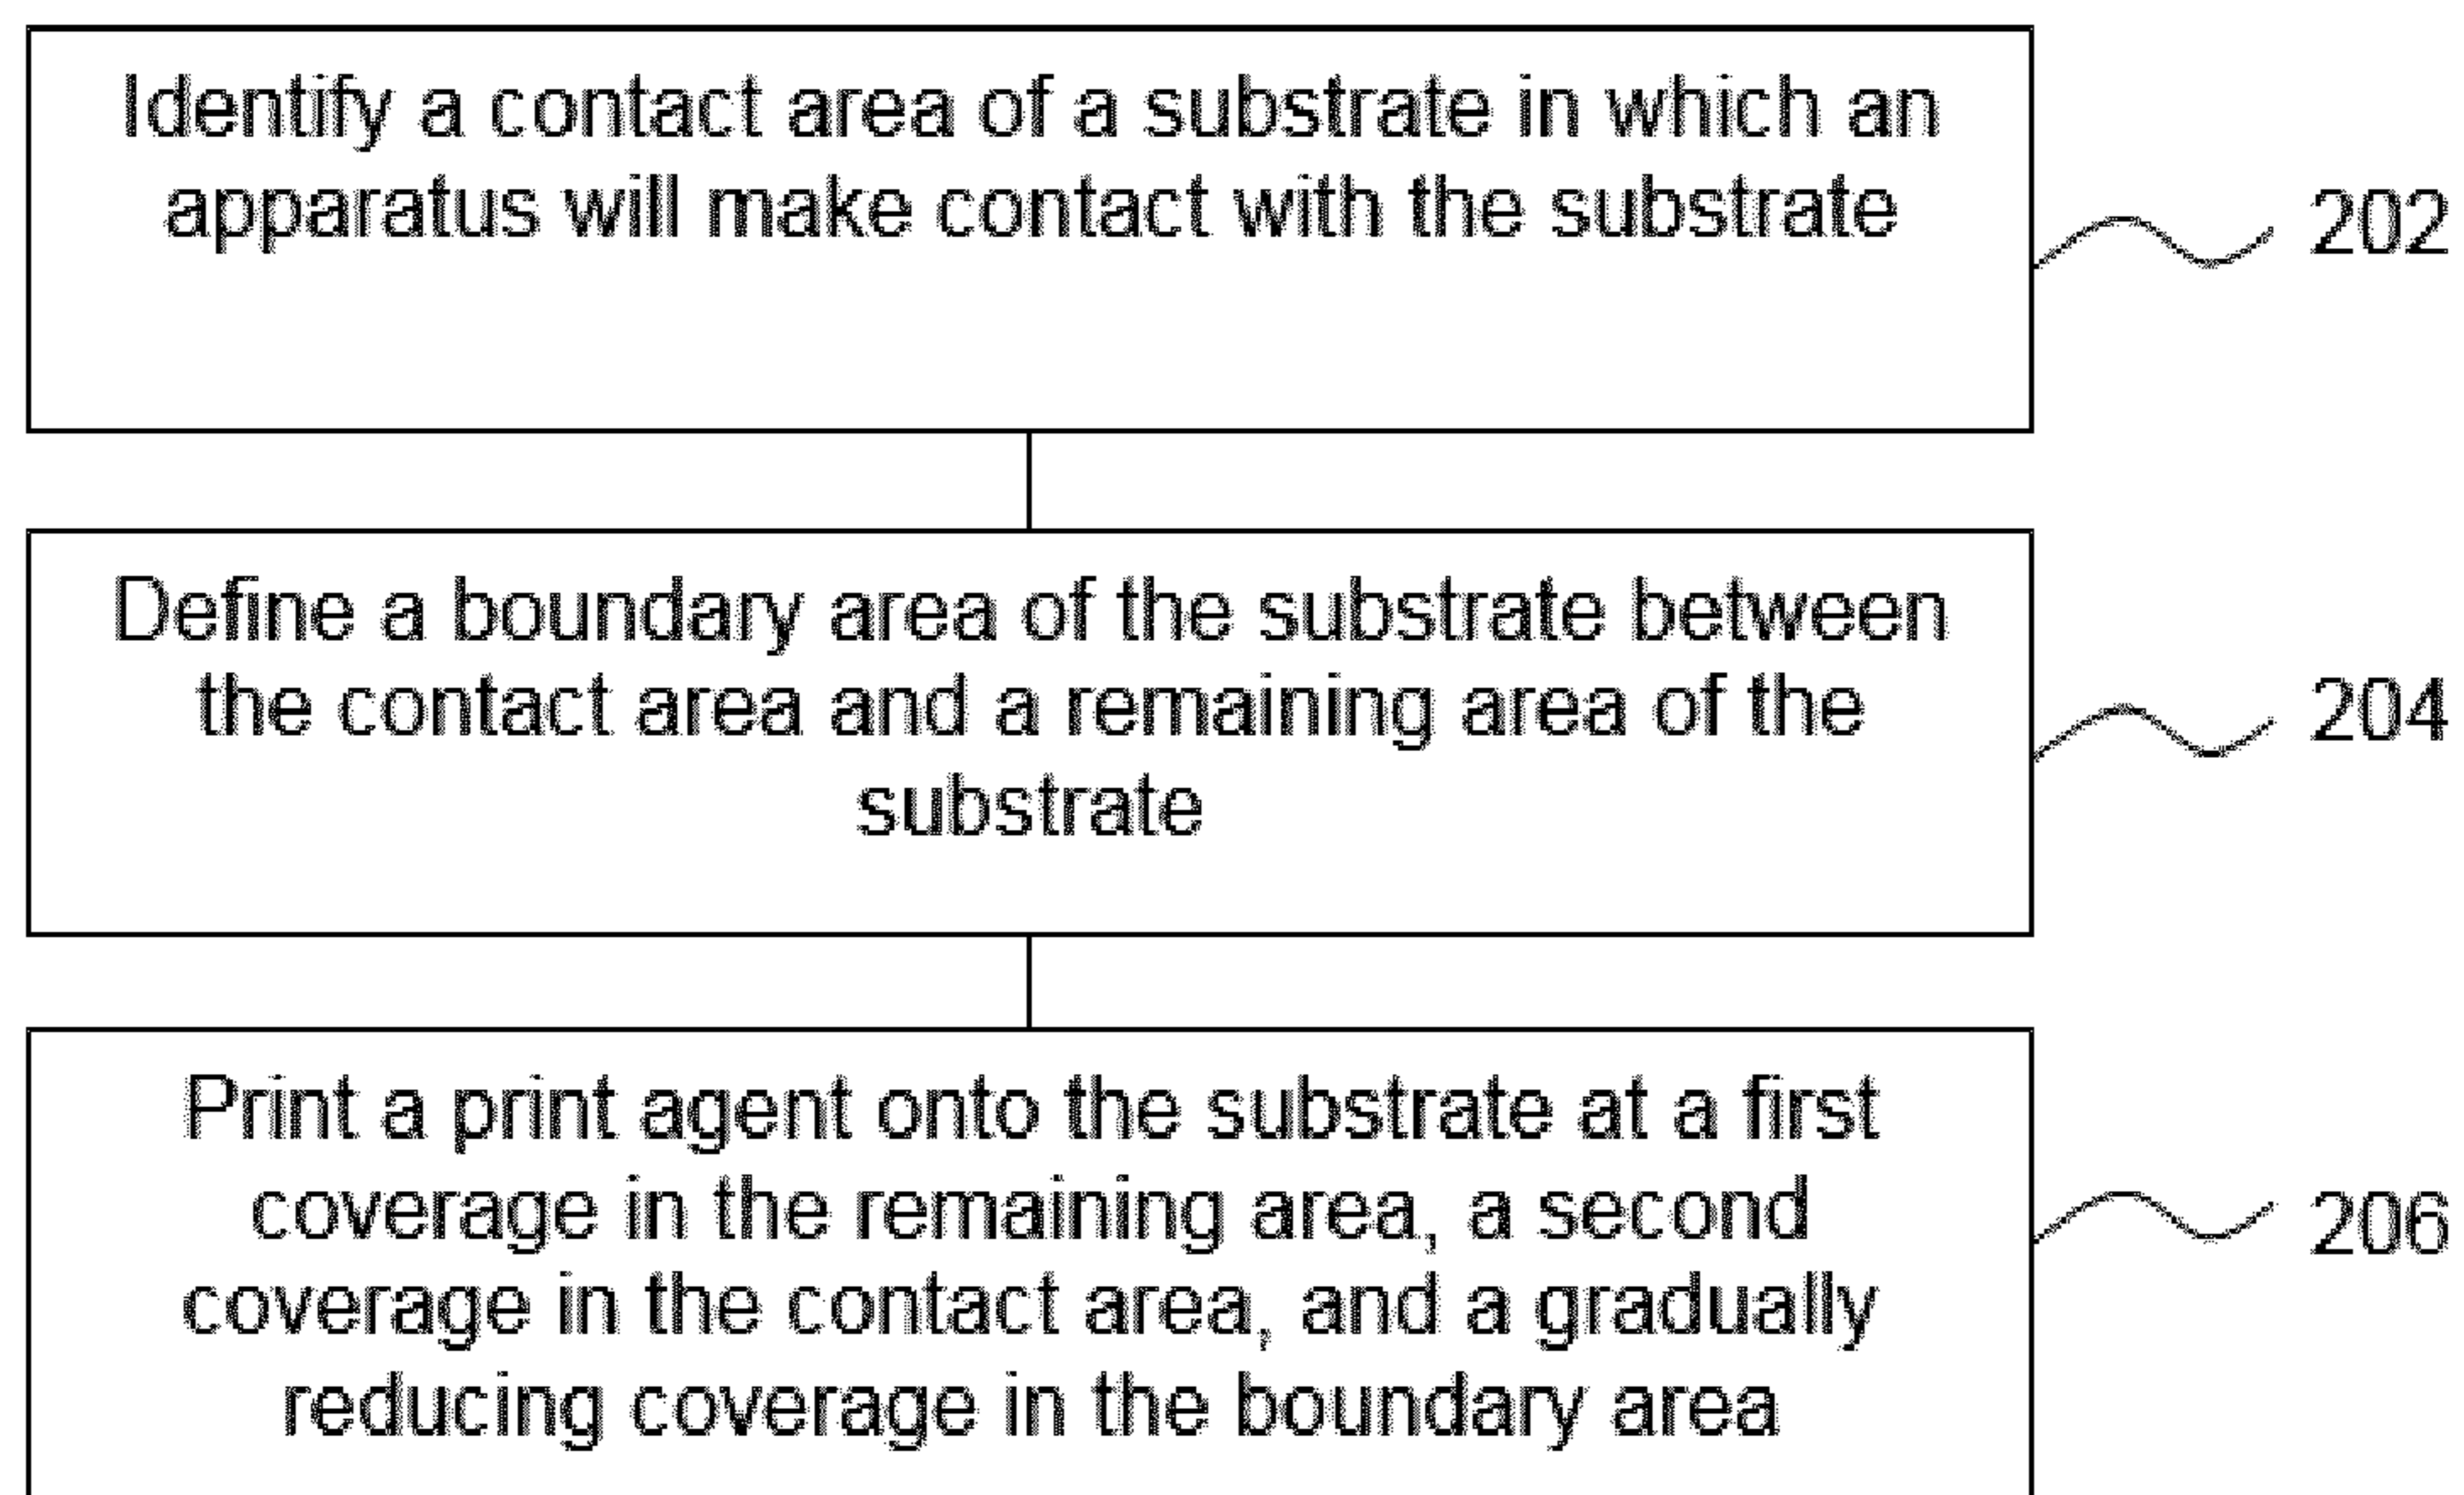 Identify a contact area of a substrate in which an
apparatus will make contact with the substrate
202
Define a boundary area of the substrate between
the contact area and a remaining area of the
substrate
204
Print a print agent onto the substrate at a first
coverage in the remaining area, a second
coverage in the contact area, and a gradually
reducing coverage in the boundary area
206